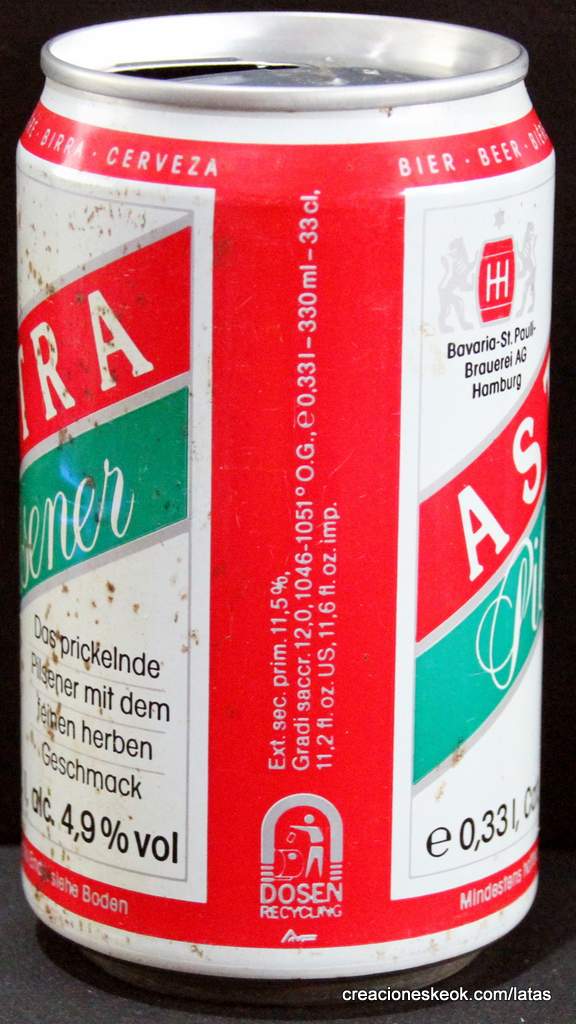 BIRRA · CERVEZA
BIER · BEER ·
TRA
sener
Das prickelnde
Pilsener mit dem
feinen herben
Geschmack
alc. 4,9 % vol
siehe Boden
Ext. sec. prim. 11,5 %,
Gradi saccr. 12,0, 1046-1051° O.G., ℮ 0,33 l – 330 ml – 33 cl,
11,2 fl. oz. US, 11,6 fl. oz. imp.
DOSEN
RECYCLING
Bavaria-St. Pauli-
Brauerei AG
Hamburg
AS
Pi
℮ 0,33 l,
Mindestens
creacioneskeok.com/latas